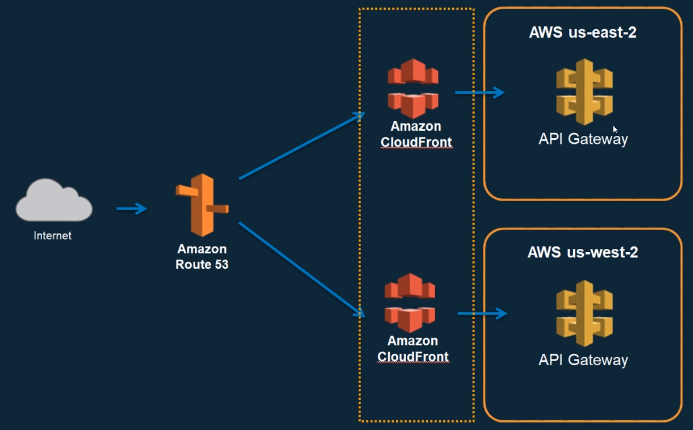 Internet
Amazon
Route 53
Amazon
CloudFront
AWS us-east-2
API Gateway
Amazon
CloudFront
AWS us-west-2
API Gateway